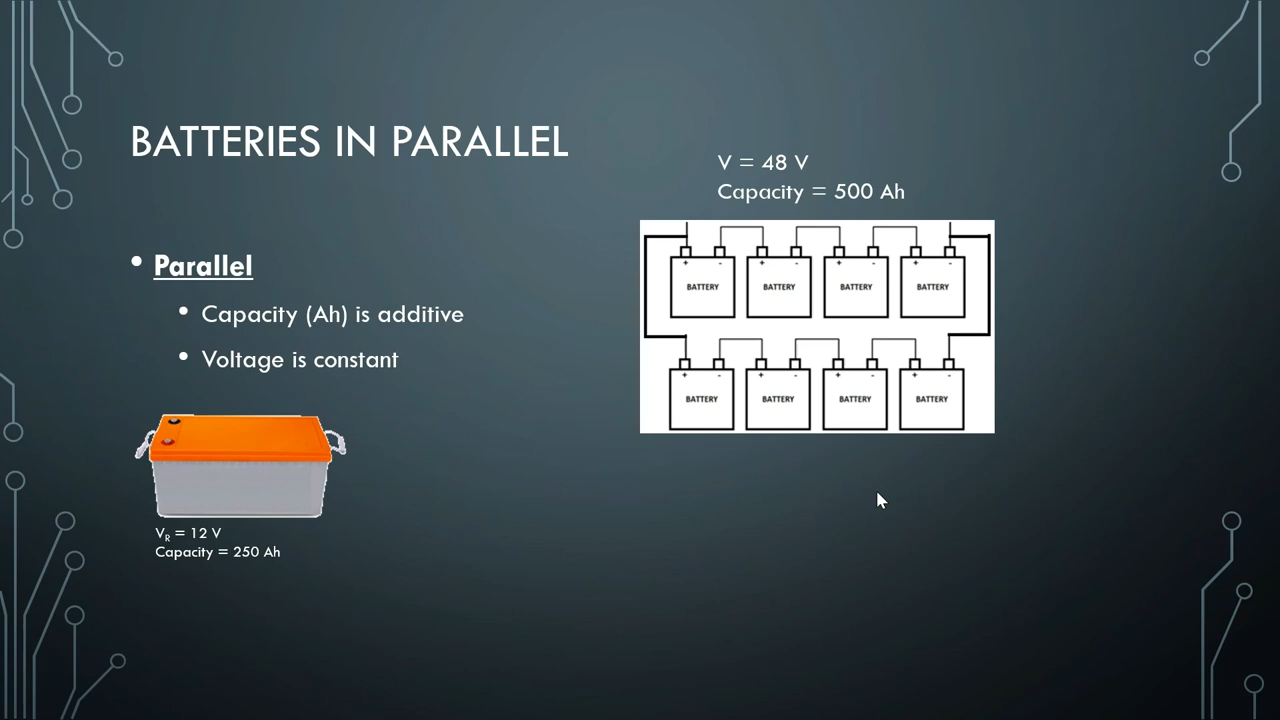 BATTERIES IN PARALLEL
V = 48 V
Capacity = 500 Ah
• Parallel
• Capacity (Ah) is additive
• Voltage is constant
+ - + - + - + -
BATTERY BATTERY BATTERY BATTERY
+ - + - + - + -
BATTERY BATTERY BATTERY BATTERY
VR = 12 V
Capacity = 250 Ah